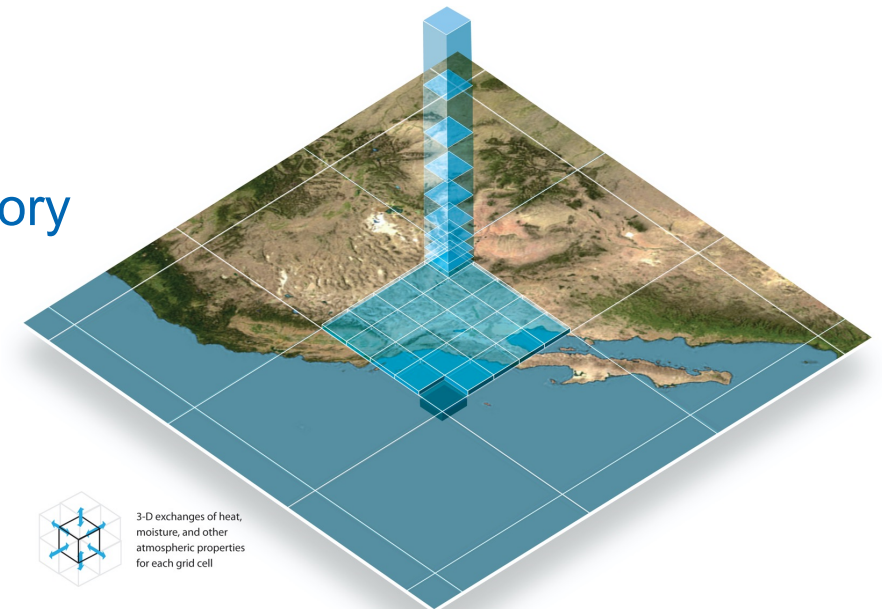 ory
3-D exchanges of heat,
moisture, and other
atmospheric properties
for each grid cell